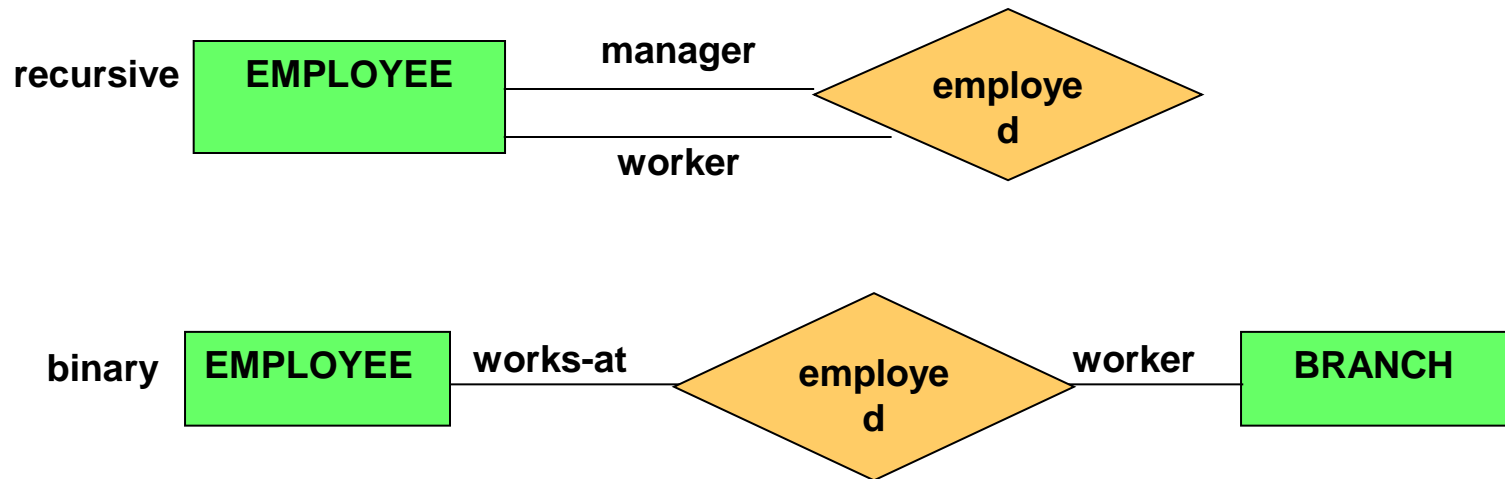 manager
recursive EMPLOYEE employe
d
worker
binary EMPLOYEE works-at employe worker BRANCH
d